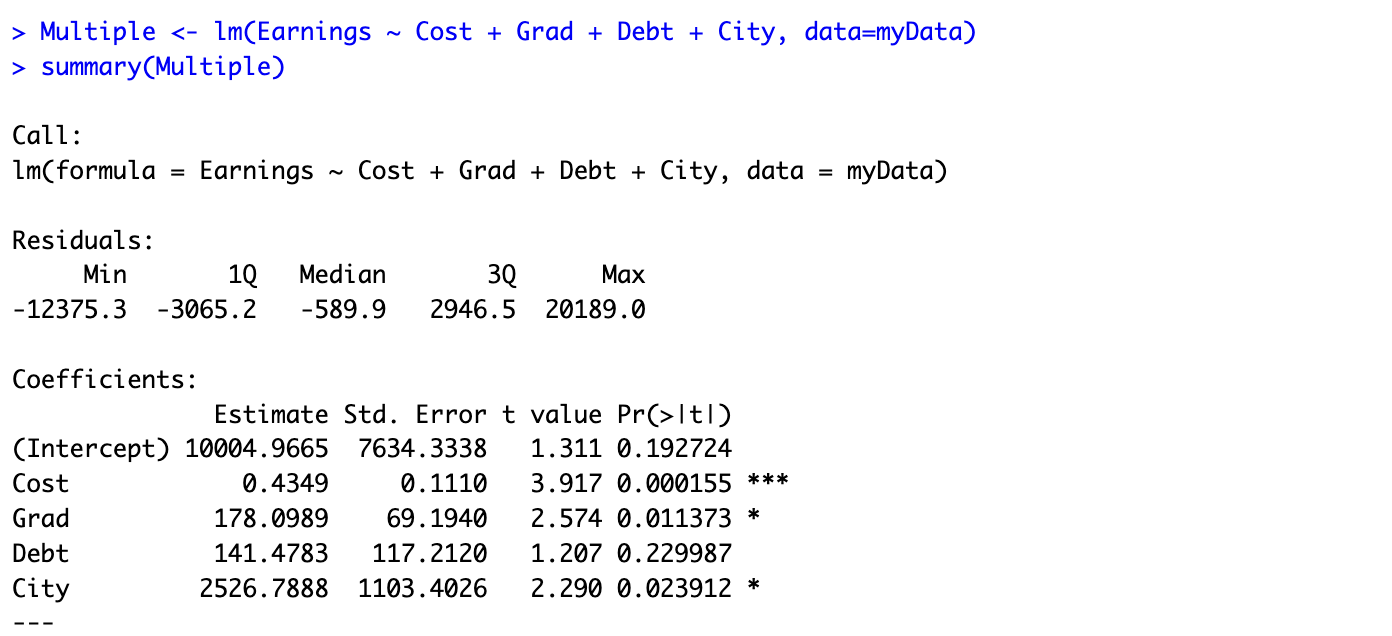 > Multiple <- lm(Earnings ~ Cost + Grad + Debt + City, data=myData)
> summary(Multiple)

Call:
lm(formula = Earnings ~ Cost + Grad + Debt + City, data = myData)

Residuals:
     Min       1Q   Median       3Q      Max
-12375.3  -3065.2   -589.9   2946.5  20189.0

Coefficients:
              Estimate Std. Error t value Pr(>|t|)
(Intercept) 10004.9665  7634.3338   1.311 0.192724
Cost            0.4349     0.1110   3.917 0.000155 ***
Grad          178.0989    69.1940   2.574 0.011373 *
Debt          141.4783   117.2120   1.207 0.229987
City         2526.7888  1103.4026   2.290 0.023912 *
---